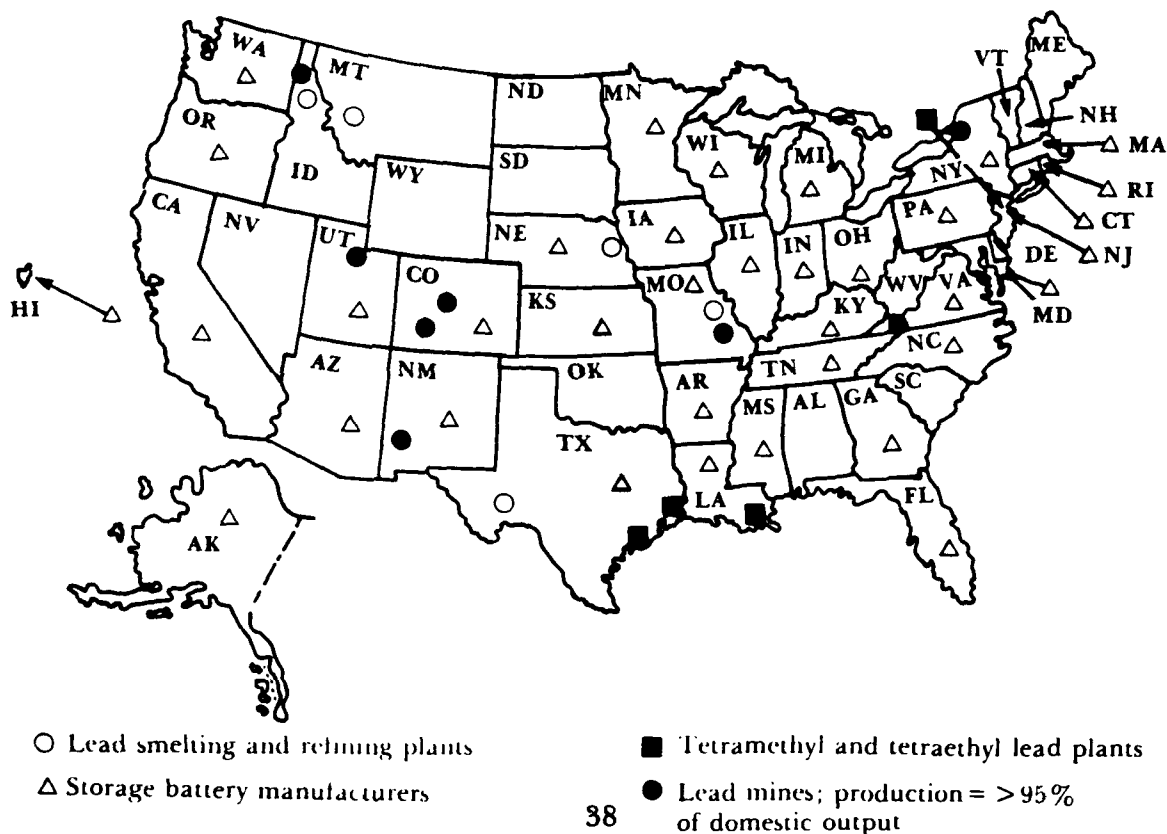 WA
MT
ND
MN
VT
ME
OR
ID
WY
SD
WI
MI
NY
NH
MA
RI
CT
NJ
CA
NV
UT
NE
IA
IL
IN
OH
PA
DE
MD
HI
CO
KS
MO
KY
WV
VA
AZ
NM
OK
AR
TN
NC
SC
TX
MS
AL
GA
LA
FL
AK
Lead smelting and refining plants
Storage battery manufacturers
Tetramethyl and tetraethyl lead plants
Lead mines; production = >95%
of domestic output
38